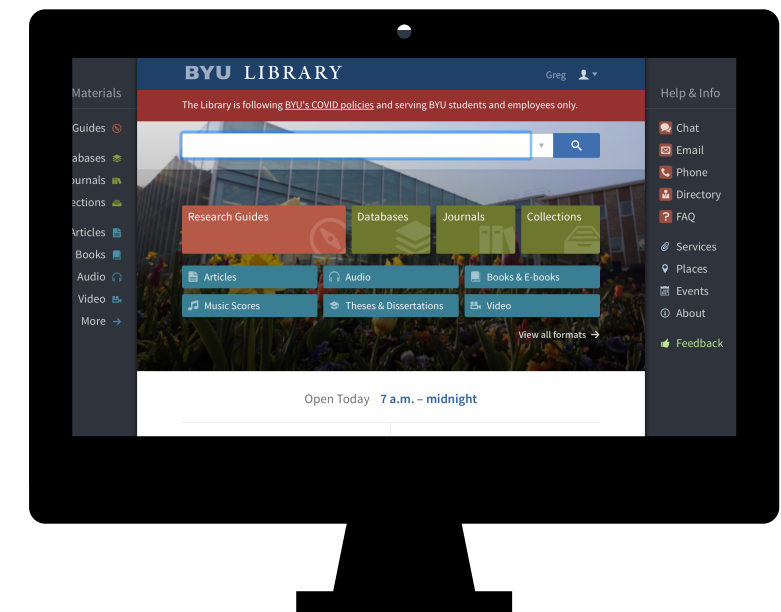 BYU LIBRARY
Greg
The Library is following BYU's COVID policies and serving BYU students and employees only.
Materials
Guides
abases
ournals
ections
Articles
Books
Audio
Video
More
Research Guides
Databases
Journals
Collections
Articles
Audio
Books & E-books
Music Scores
Theses & Dissertations
Video
View all formats
Open Today 7 a.m. – midnight
Help & Info
Chat
Email
Phone
Directory
FAQ
Services
Places
Events
About
Feedback